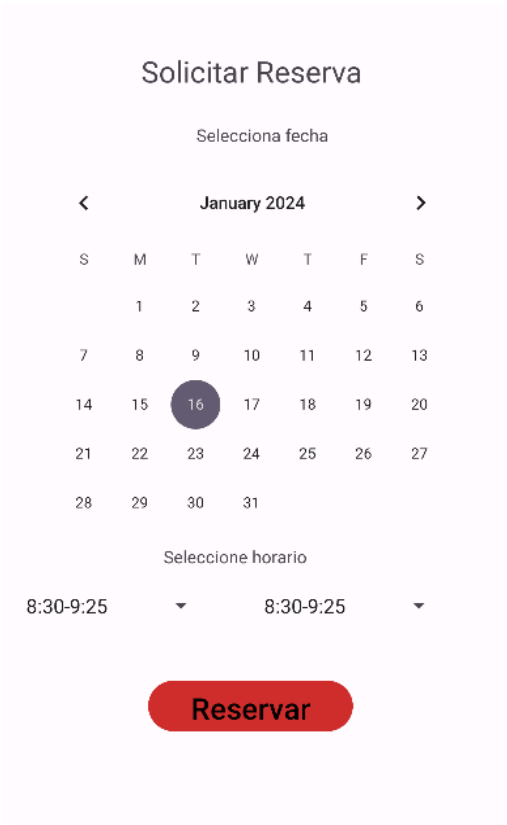 Solicitar Reserva
Selecciona fecha
January 2024
S M T W T F S
1 2 3 4 5 6
7 8 9 10 11 12 13
14 15 16 17 18 19 20
21 22 23 24 25 26 27
28 29 30 31
Seleccione horario
8:30-9:25 8:30-9:25
Reservar